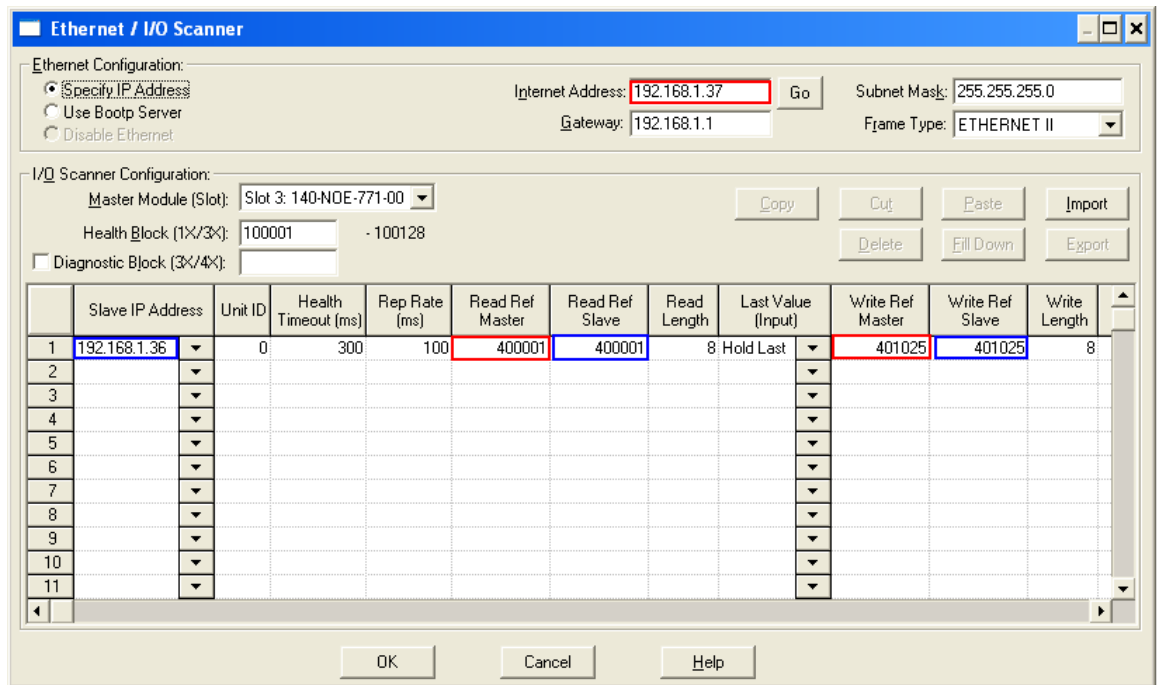 Ethernet / I/O Scanner
Ethernet Configuration:
Specify IP Address
Use Bootp Server
Disable Ethernet
Internet Address: 192.168.1.37 Go
Gateway: 192.168.1.1
Subnet Mask: 255.255.255.0
Frame Type: ETHERNET II
I/O Scanner Configuration:
Master Module (Slot): Slot 3: 140-NOE-771-00
Health Block (1X/3X): 100001 - 100128
Diagnostic Block (3X/4X):
Copy Cut Paste Import
Delete Fill Down Export
Slave IP Address Unit ID Health Timeout (ms) Rep Rate (ms) Read Ref Master Read Ref Slave Read Length Last Value (Input) Write Ref Master Write Ref Slave Write Length
1 192.168.1.36 0 300 100 400001 400001 8 Hold Last 401025 401025 8
2
3
4
5
6
7
8
9
10
11
OK Cancel Help